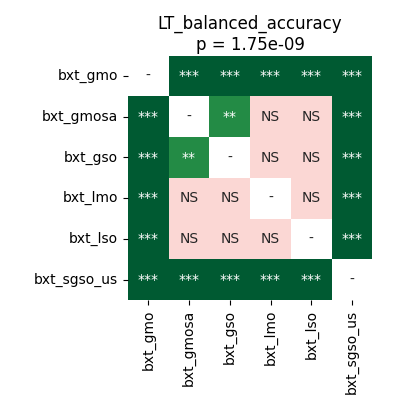 LT_balanced_accuracy
p = 1.75e-09
bxt_gmo - *** *** *** *** ***
bxt_gmosa *** - ** NS NS ***
bxt_gso *** ** - NS NS ***
bxt_lmo *** NS NS - NS ***
bxt_lso *** NS NS NS - ***
bxt_sgso_us *** *** *** *** *** -
bxt_gmo bxt_gmosa bxt_gso bxt_lmo bxt_lso bxt_sgso_us